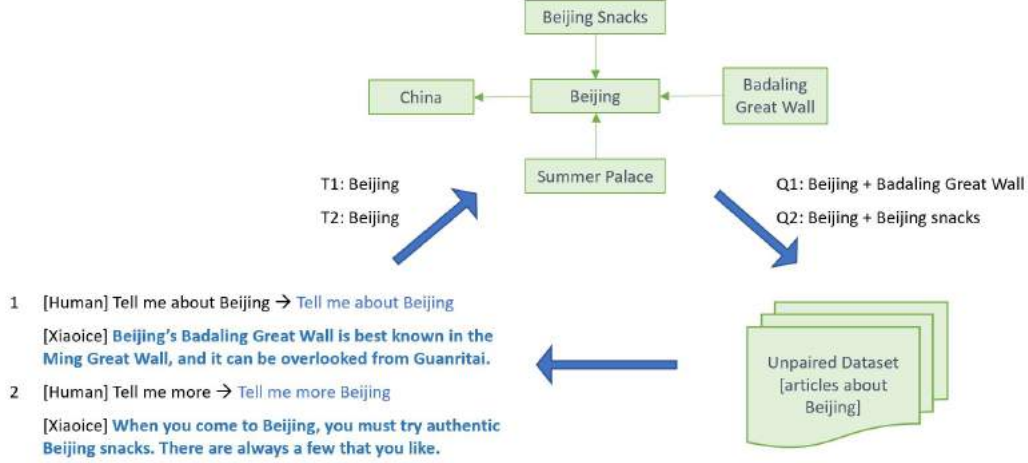 Beijing Snacks
China
Beijing
Badaling
Great Wall
Summer Palace
T1: Beijing
T2: Beijing
Q1: Beijing + Badaling Great Wall
Q2: Beijing + Beijing snacks
1 [Human] Tell me about Beijing → Tell me about Beijing
[Xiaoice] Beijing's Badaling Great Wall is best known in the
Ming Great Wall, and it can be overlooked from Guanritai.
2 [Human] Tell me more → Tell me more Beijing
[Xiaoice] When you come to Beijing, you must try authentic
Beijing snacks. There are always a few that you like.
Unpaired Dataset
[articles about
Beijing]